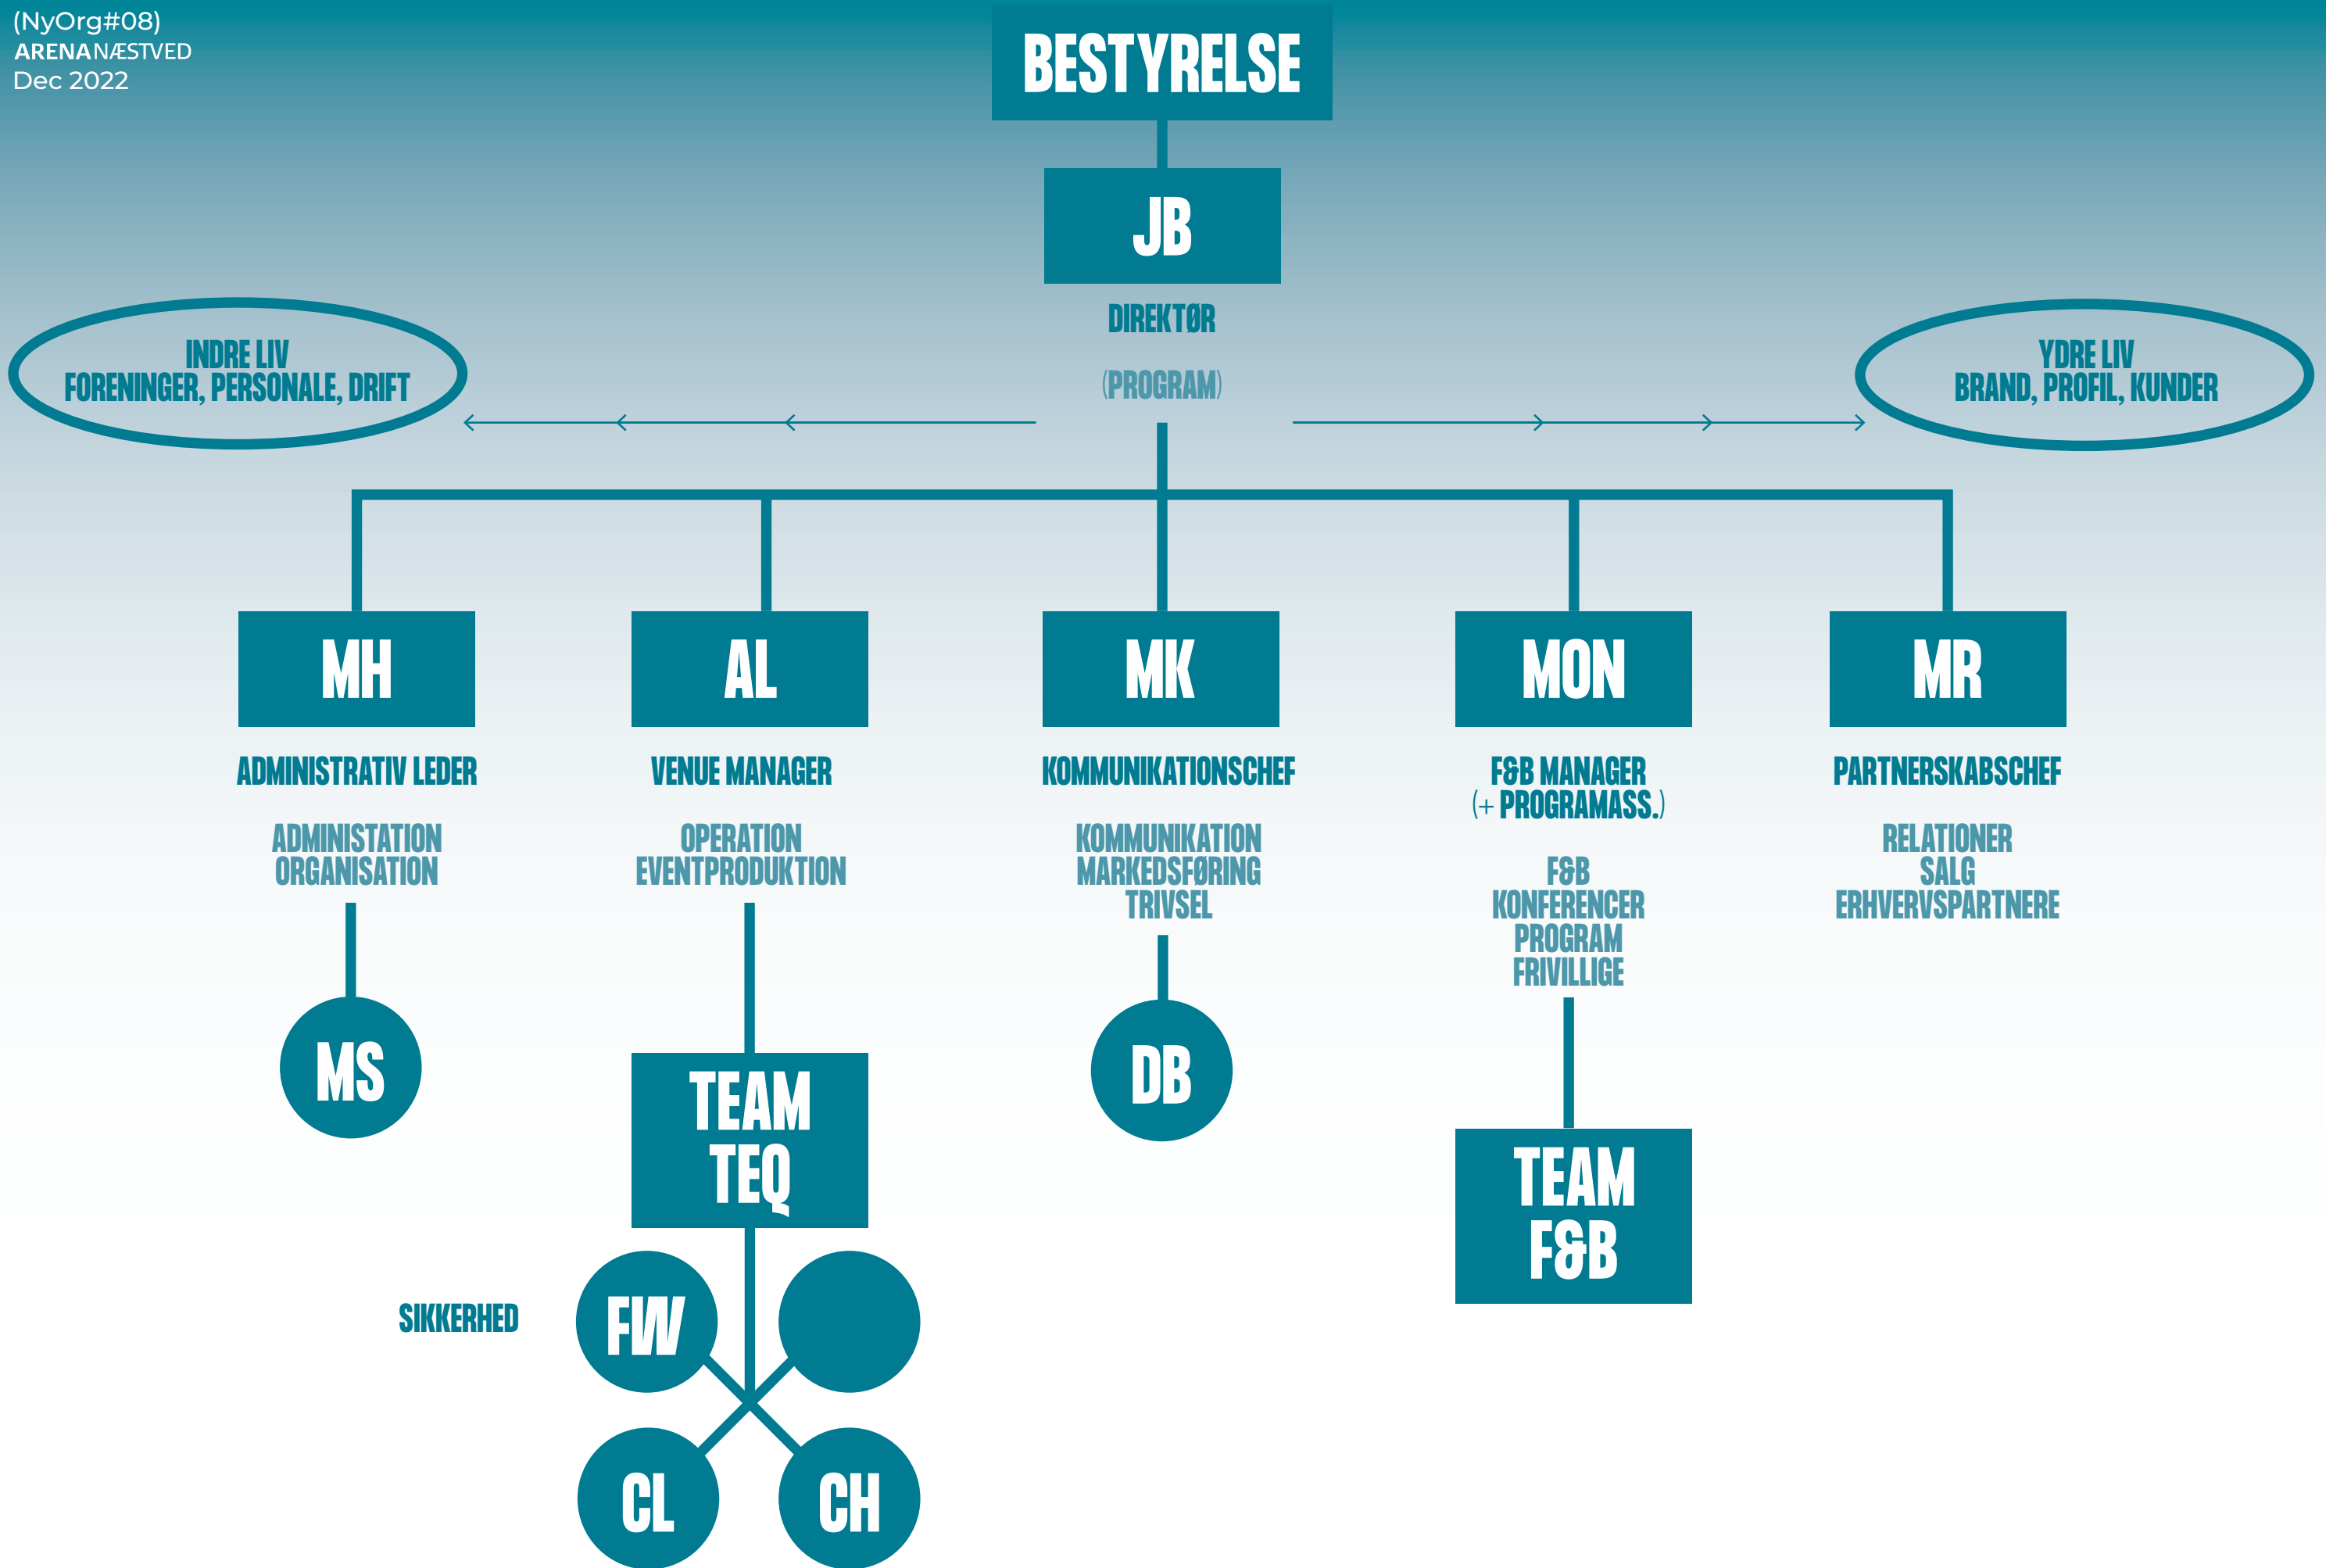 (NyOrg#08)
ARENANÆSTVED
Dec 2022
BESTYRELSE
JB
DIREKTØR
(PROGRAM)
INDRE LIV
FORENINGER, PERSONALE, DRIFT
YDRE LIV
BRAND, PROFIL, KUNDER
MH
ADMINISTRATIV LEDER
ADMINISTATION
ORGANISATION
MS
AL
VENUE MANAGER
OPERATION
EVENTPRODUKTION
TEAM
TEQ
SIKKERHED
FW
CL
CH
MK
KOMMUNIKATIONSCHEF
KOMMUNIKATION
MARKEDSFØRING
TRIVSEL
DB
MON
F&B MANAGER
(+ PROGRAMASS.)
F&B
KONFERENCER
PROGRAM
FRIVILLIGE
TEAM
F&B
MR
PARTNERSKABSCHEF
RELATIONER
SALG
ERHVERVSPARTNERE